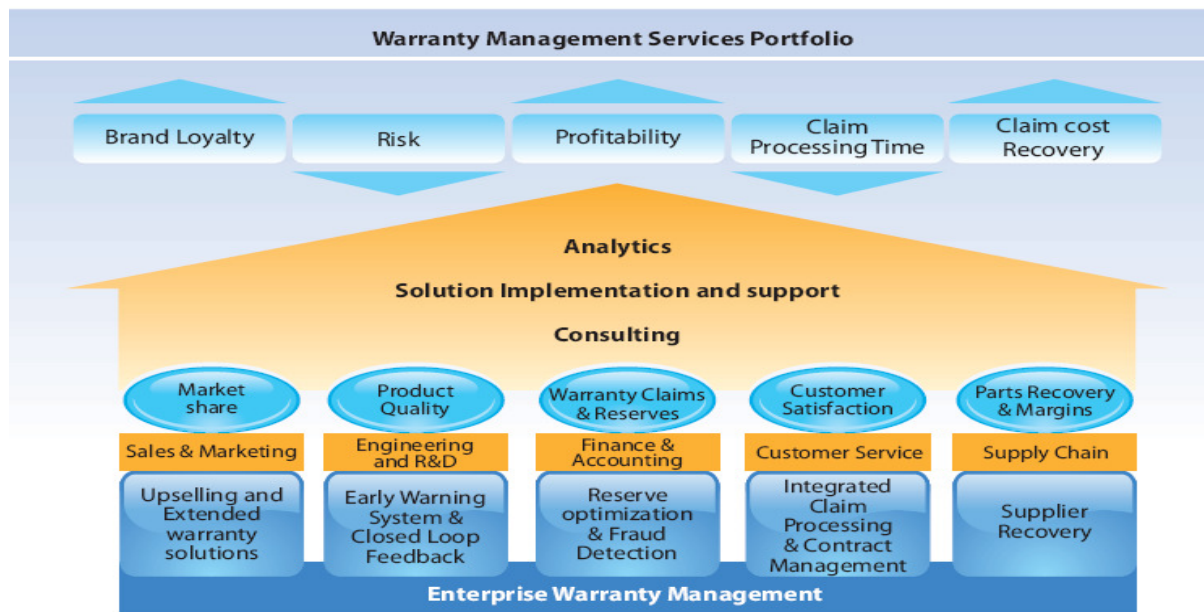 Warranty Management Services Portfolio
Brand Loyalty
Risk
Profitability
Claim
Processing Time
Claim cost
Recovery
Analytics
Solution Implementation and support
Consulting
Market
share
Product
Quality
Warranty Claims
& Reserves
Customer
Satisfaction
Parts Recovery
& Margins
Sales & Marketing
Engineering
and R&D
Finance &
Accounting
Customer Service
Supply Chain
Upselling and
Extended
warranty
solutions
Early Warning
System &
Closed Loop
Feedback
Reserve
optimization
& Fraud
Detection
Integrated
Claim
Processing
& Contract
Management
Supplier
Recovery
Enterprise Warranty Management